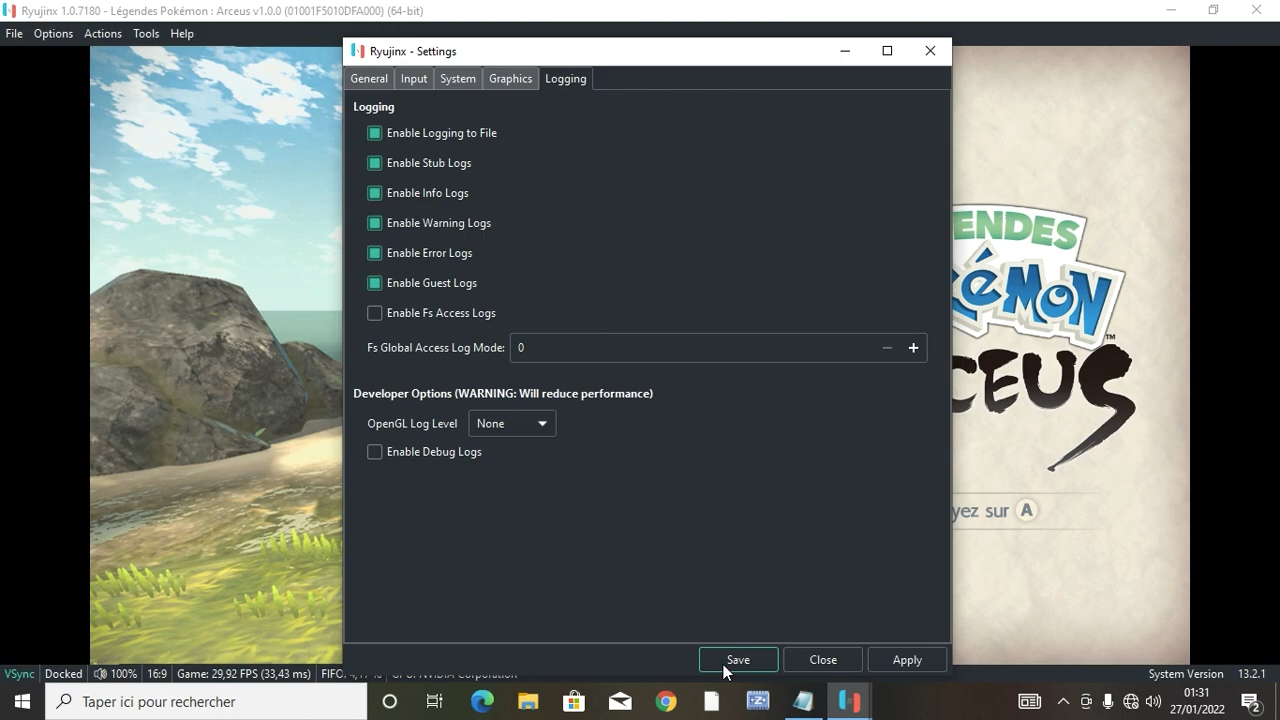 Ryujinx 1.0.7180 - Légendes Pokémon : Arceus v1.0.0 (01001F5010DFA000) (64-bit)
File Options Actions Tools Help
Ryujinx - Settings
General Input System Graphics Logging
Logging
Enable Logging to File
Enable Stub Logs
Enable Info Logs
Enable Warning Logs
Enable Error Logs
Enable Guest Logs
Enable Fs Access Logs
Fs Global Access Log Mode: 0
Developer Options (WARNING: Will reduce performance)
OpenGL Log Level None
Enable Debug Logs
Save Close Apply
ENDES
kéMON™
CEUS
yez sur A
VSync Docked 100% 16:9 Game: 29,92 FPS (33,43 ms) FIFO: System Version 13.2.1
Taper ici pour rechercher
01:31
27/01/2022
2